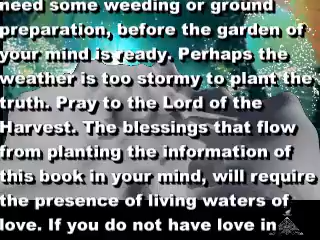 need some weeding or ground
preparation, before the garden of
your mind is ready. Perhaps the
weather is too stormy to plant the
truth. Pray to the Lord of the
Harvest. The blessings that flow
from planting the information of
this book in your mind, will require
the presence of living waters of
love. If you do not have love in